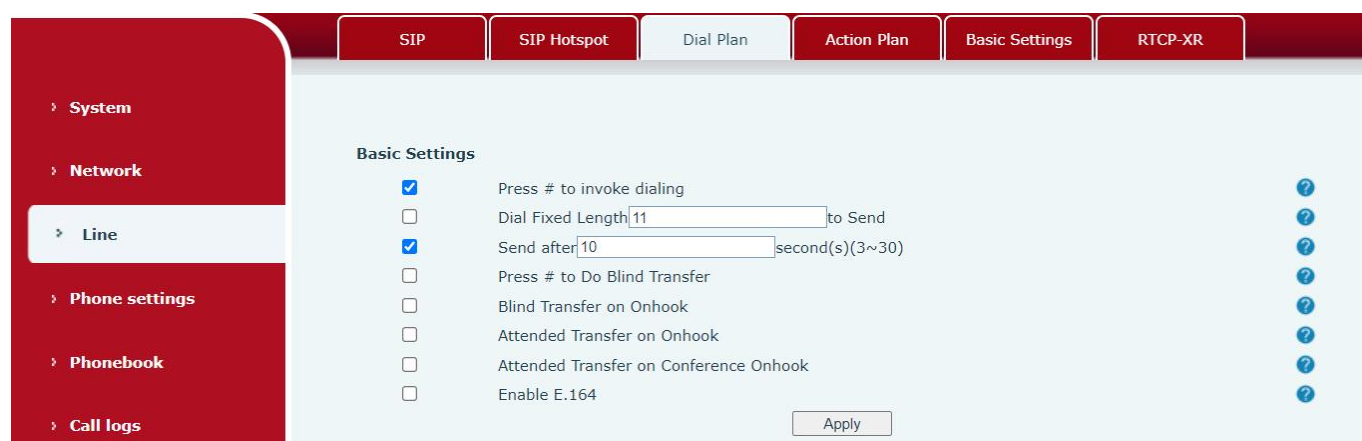 SIP
SIP Hotspot
Dial Plan
Action Plan
Basic Settings
RTCP-XR
System
Network
Line
Phone settings
Phonebook
Call logs
Basic Settings
Press # to invoke dialing
Dial Fixed Length 11 to Send
Send after 10 second(s)(3~30)
Press # to Do Blind Transfer
Blind Transfer on Onhook
Attended Transfer on Onhook
Attended Transfer on Conference Onhook
Enable E.164
Apply